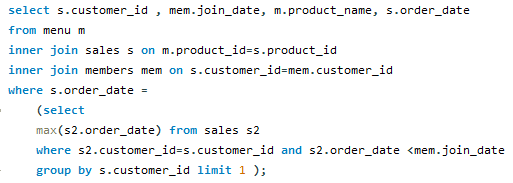 select s.customer_id , mem.join_date, m.product_name, s.order_date
from menu m
inner join sales s on m.product_id=s.product_id
inner join members mem on s.customer_id=mem.customer_id
where s.order_date =
(select
max(s2.order_date) from sales s2
where s2.customer_id=s.customer_id and s2.order_date <mem.join_date
group by s.customer_id limit 1 );